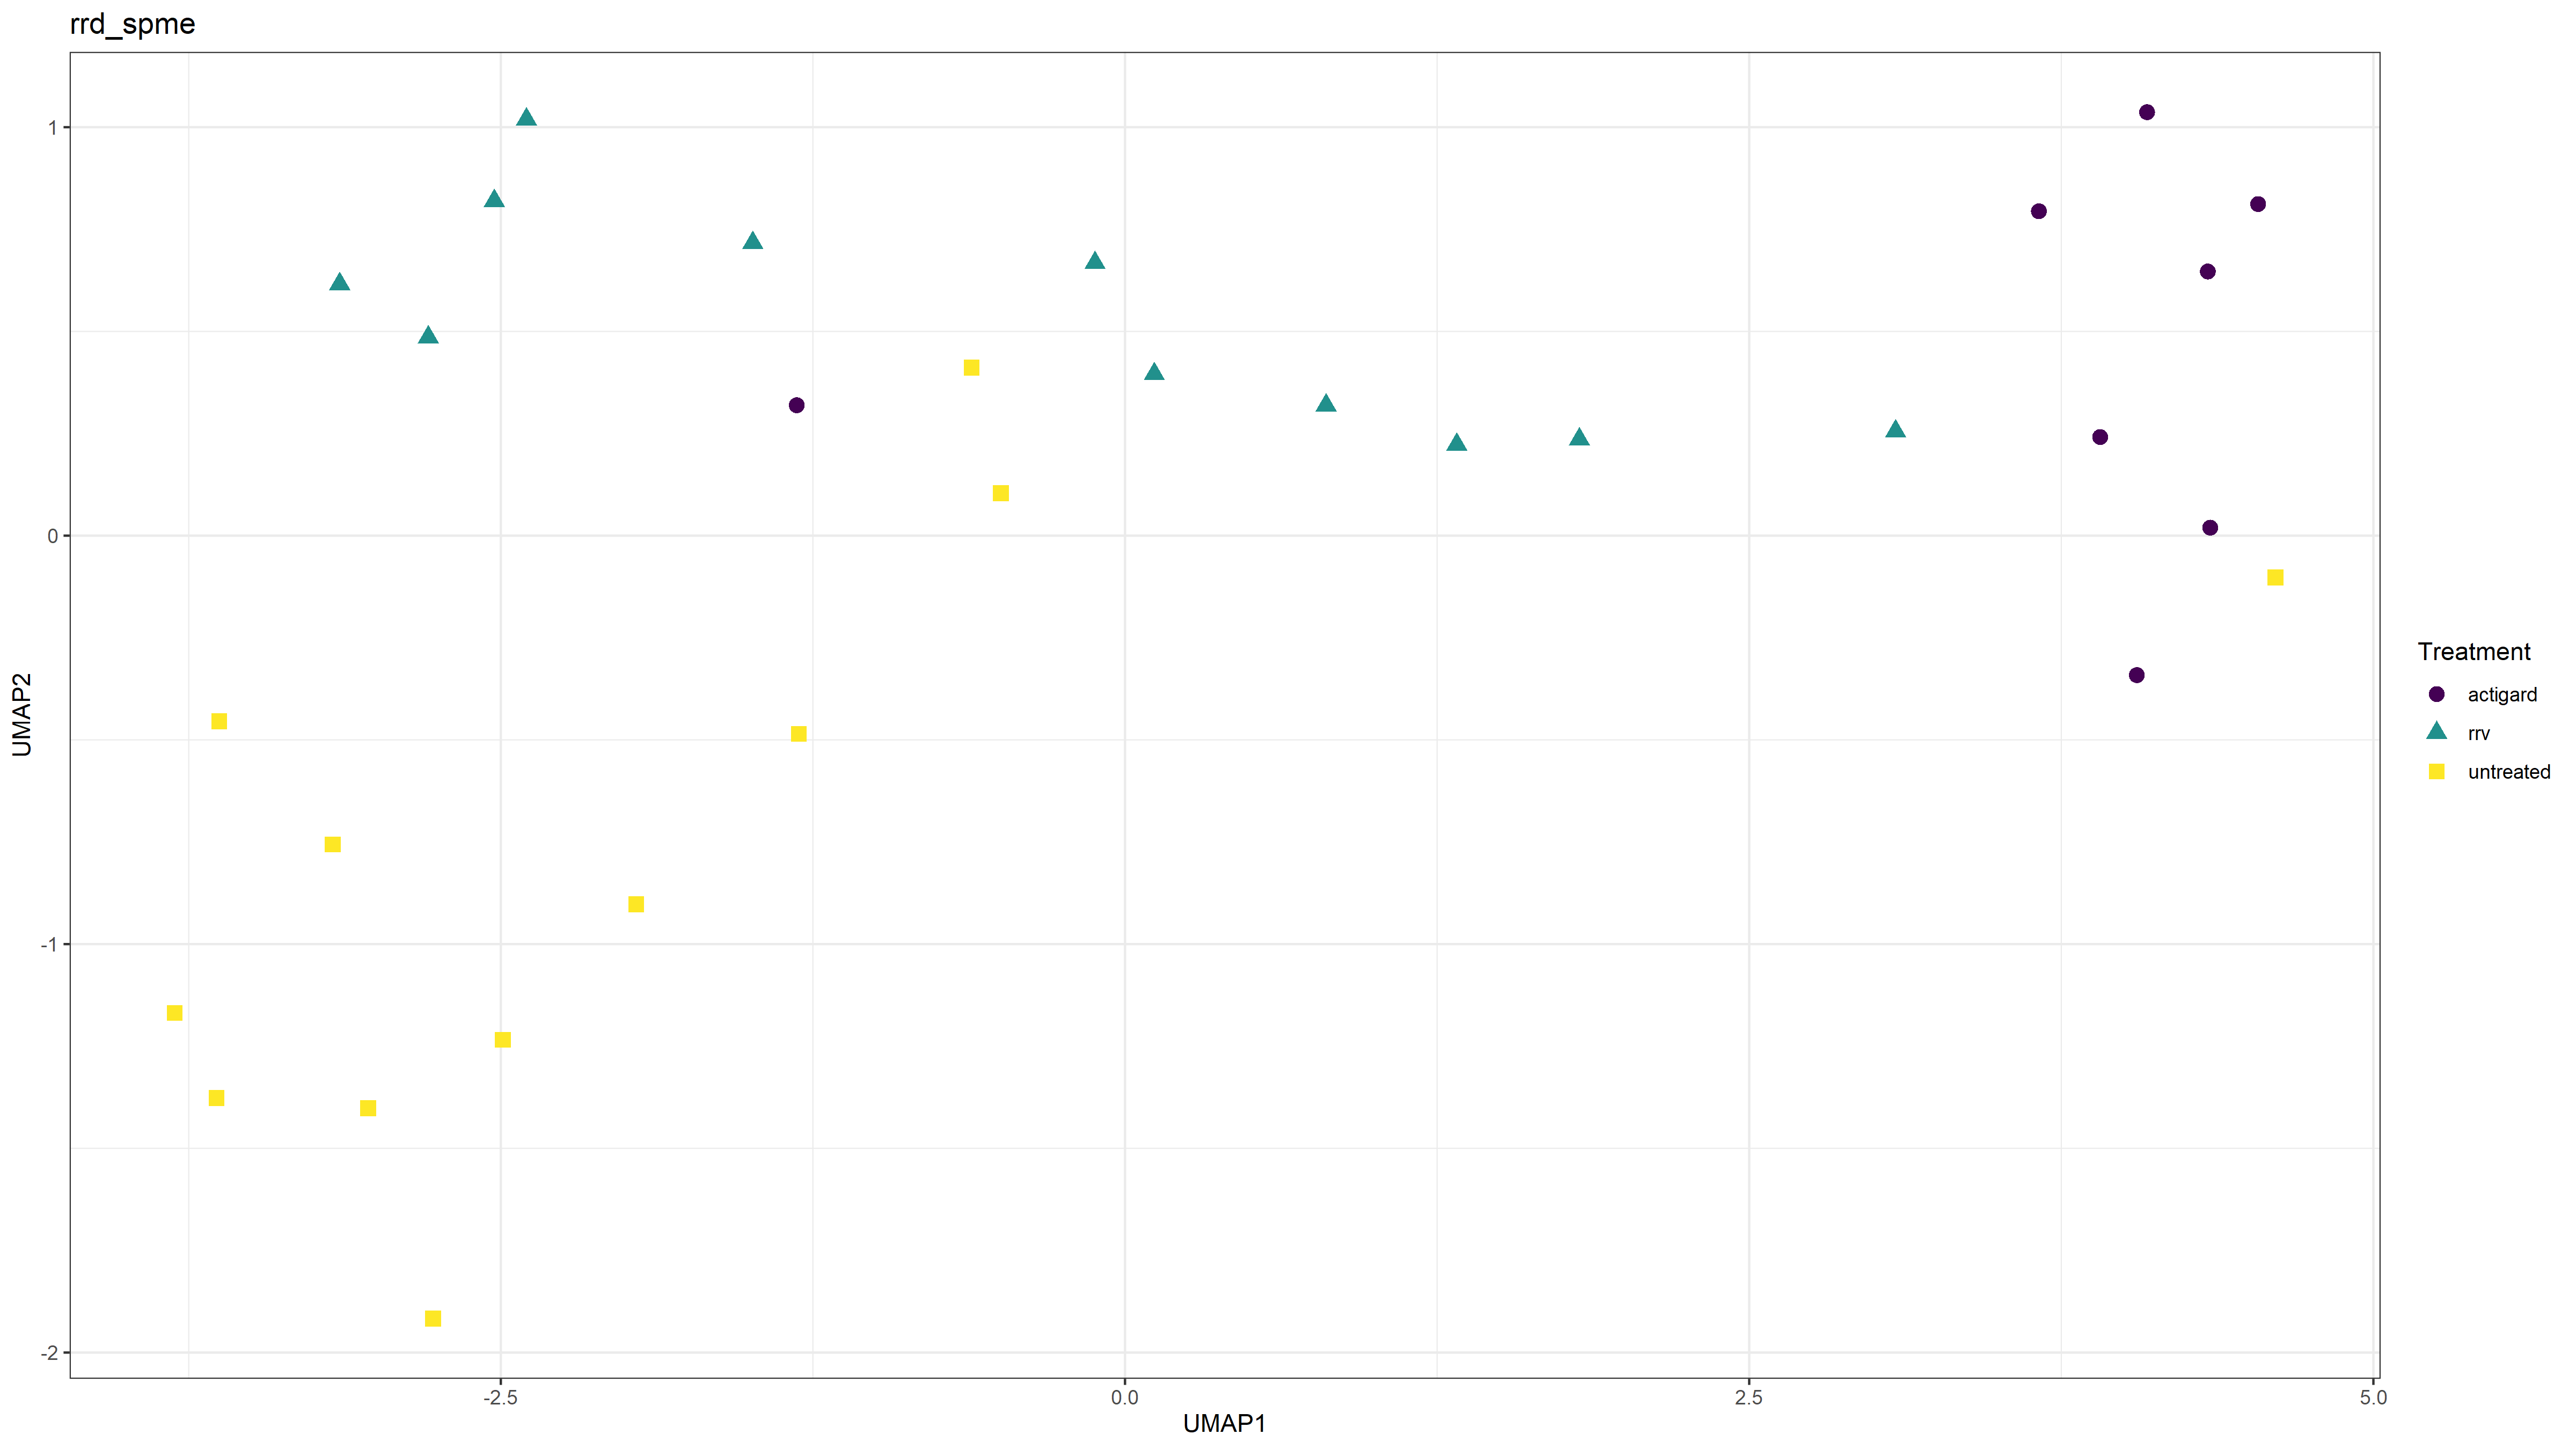 rrd_spme
1
0
-1
-2
UMAP2
-2.5
0.0
2.5
5.0
UMAP1
Treatment
actigard
rrv
untreated